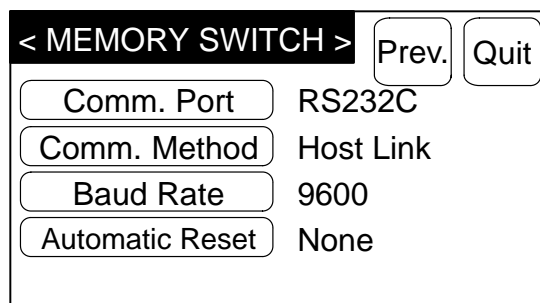 < MEMORY SWITCH > Prev. Quit
Comm. Port RS232C
Comm. Method Host Link
Baud Rate 9600
Automatic Reset None